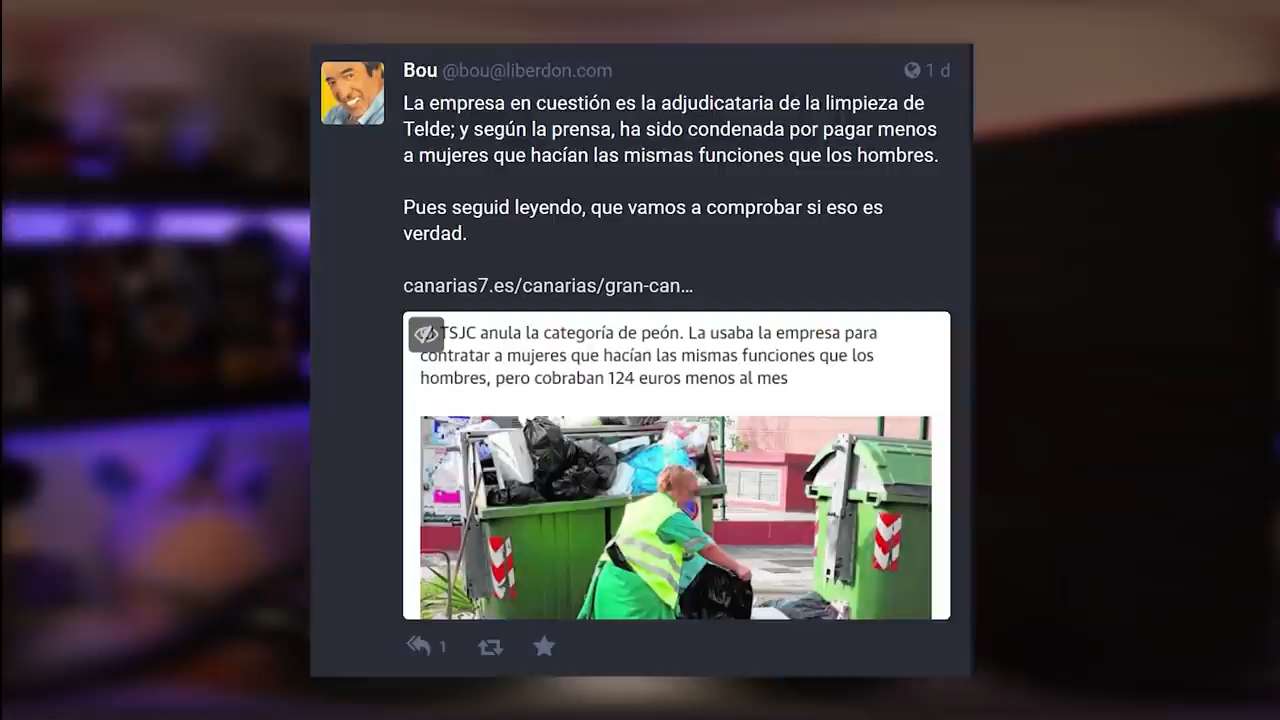 Bou @bou@liberdon.com 1 d
La empresa en cuestión es la adjudicataria de la limpieza de
Telde; y según la prensa, ha sido condenada por pagar menos
a mujeres que hacían las mismas funciones que los hombres.
Pues seguid leyendo, que vamos a comprobar si eso es
verdad.
canarias7.es/canarias/gran-can...
TSJC anula la categoría de peón. La usaba la empresa para
contratar a mujeres que hacían las mismas funciones que los
hombres, pero cobraban 124 euros menos al mes
1